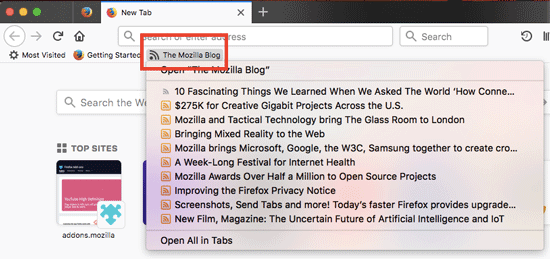 New Tab
Search or enter address
Search
Most Visited
Getting Started
The Mozilla Blog
Open "The Mozilla Blog"
10 Fascinating Things We Learned When We Asked The World ‘How Conne...
$275K for Creative Gigabit Projects Across the U.S.
Mozilla and Tactical Technology bring The Glass Room to London
Bringing Mixed Reality to the Web
Mozilla brings Microsoft, Google, the W3C, Samsung together to create cro...
A Week-Long Festival for Internet Health
Mozilla Awards Over Half a Million to Open Source Projects
Improving the Firefox Privacy Notice
Screenshots, Send Tabs and more! Today’s faster Firefox provides upgrade...
New Film, Magazine: The Uncertain Future of Artificial Intelligence and IoT
Open All in Tabs
Search the We
TOP SITES
addons.mozilla